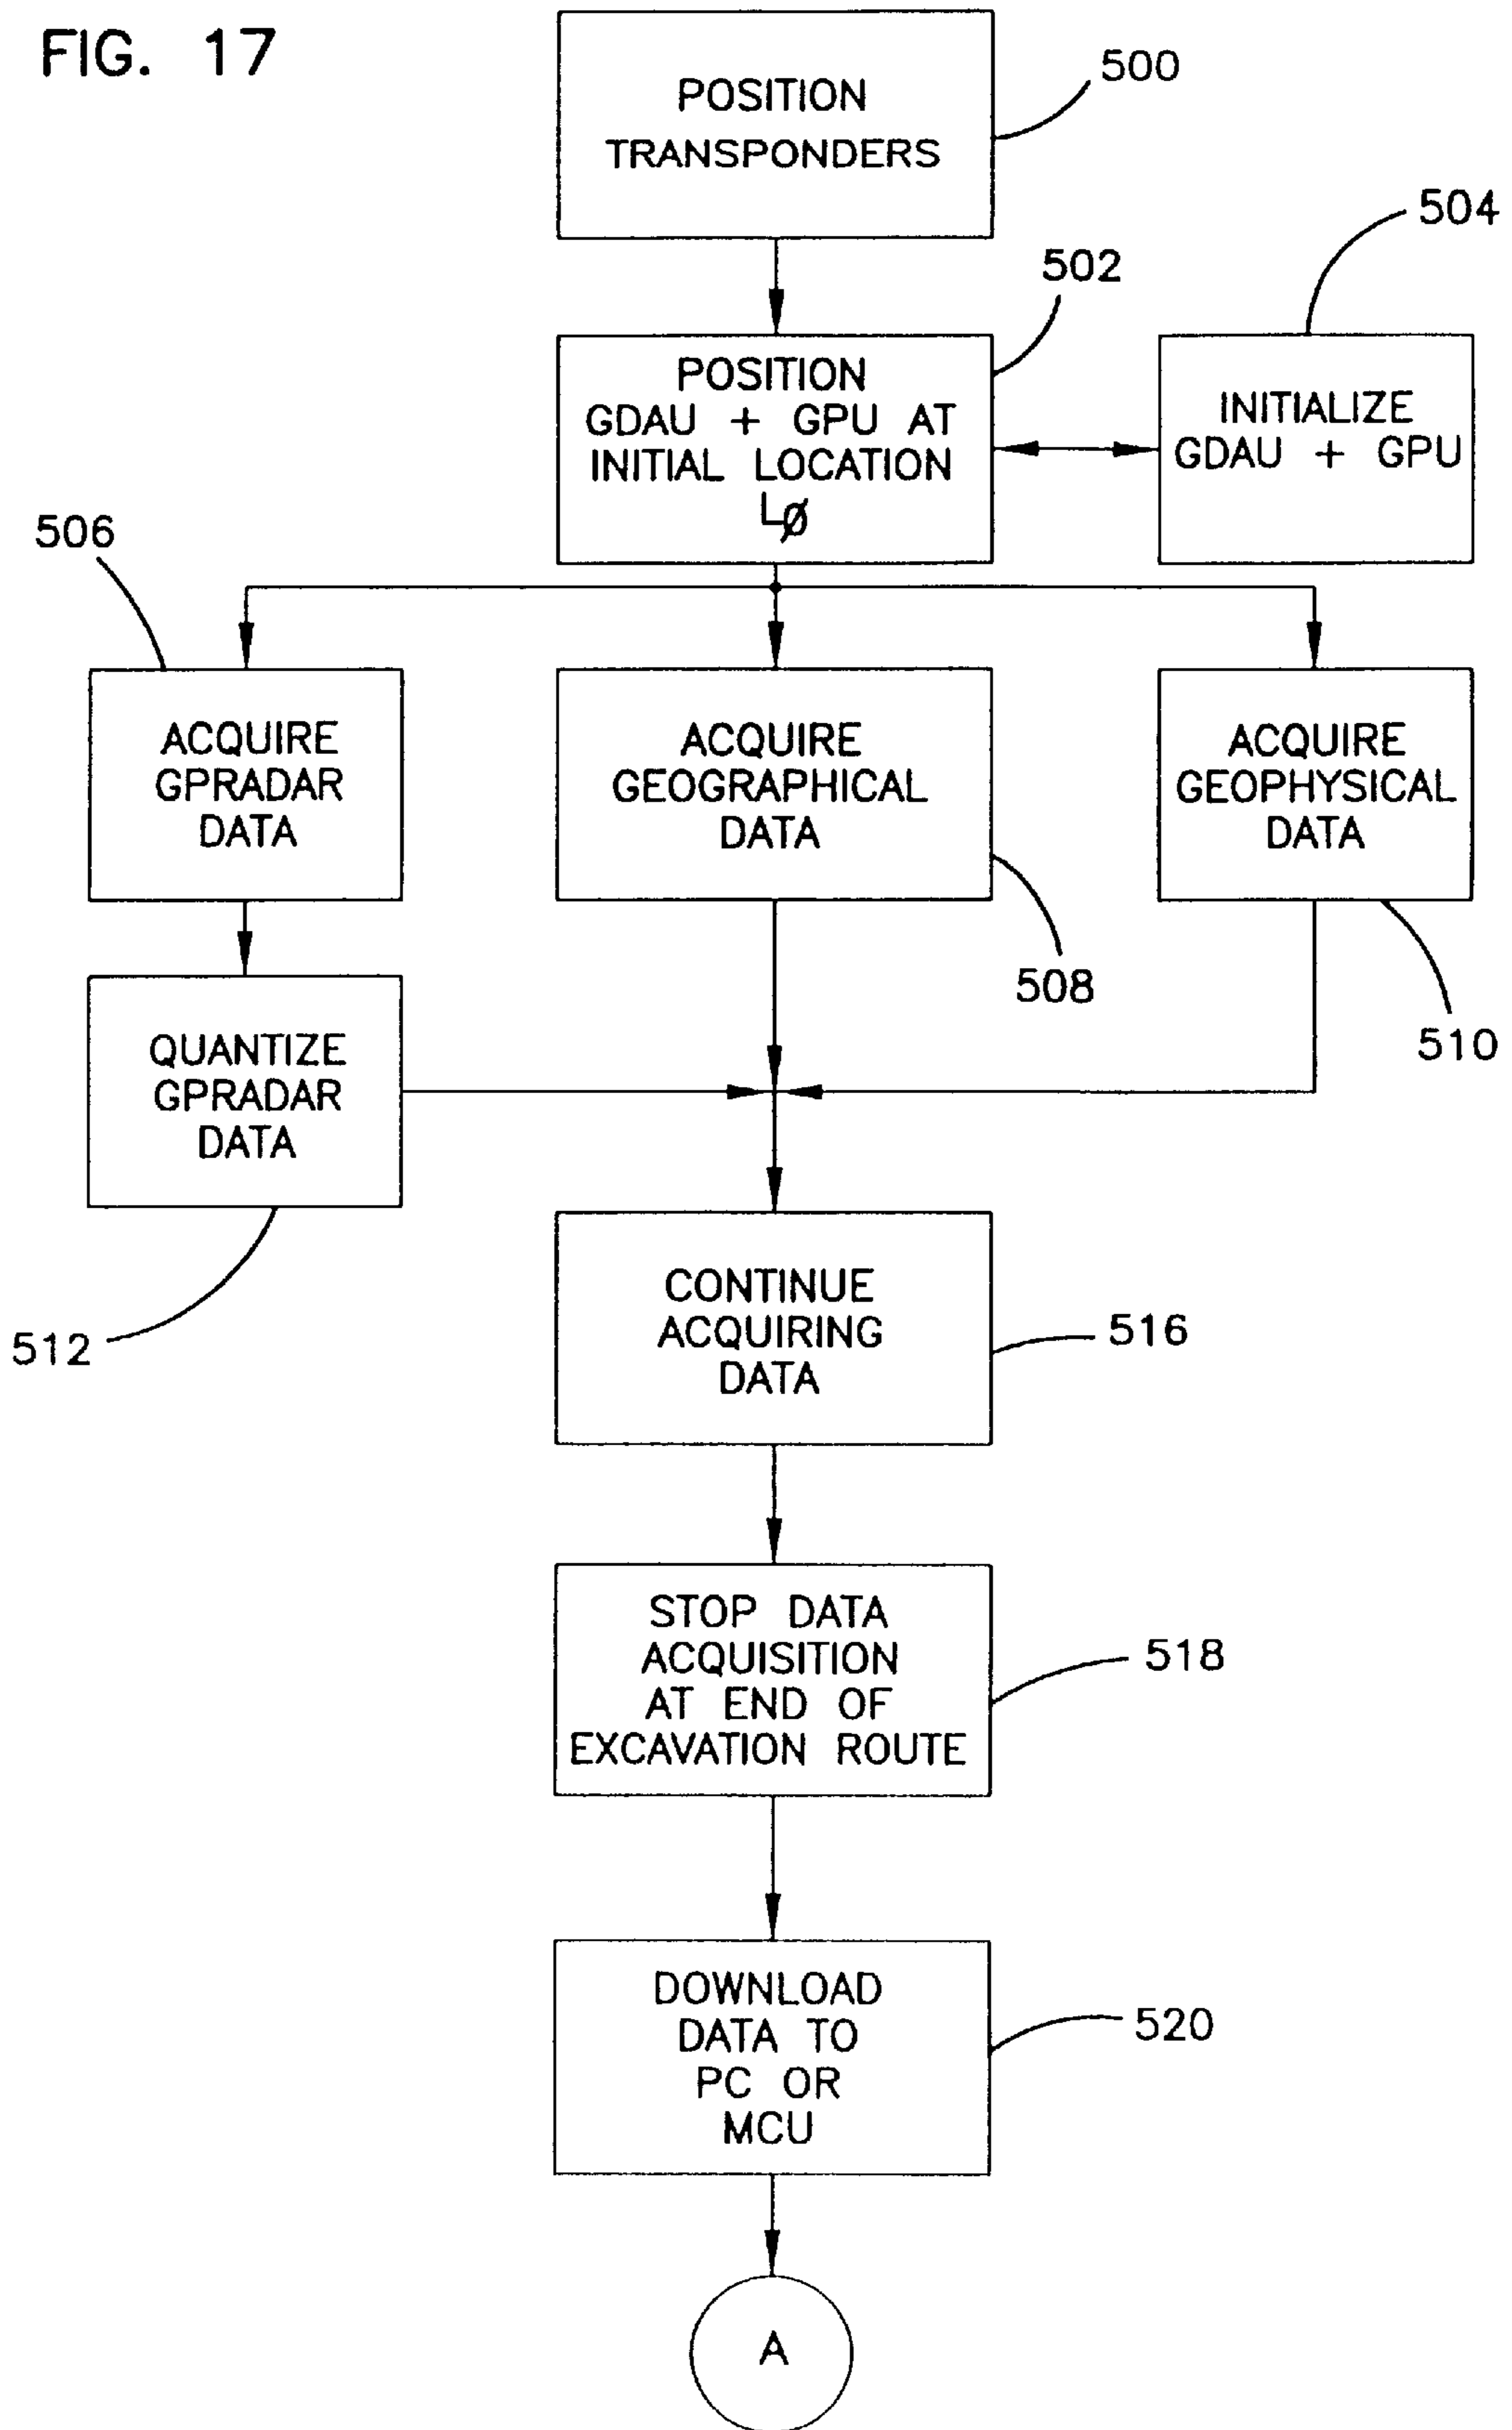 FIG. 17
POSITION
TRANSPONDERS
500
502
504
POSITION
GDAU + GPU AT
INITIAL LOCATION
LØ
INITIALIZE
GDAU + GPU
506
ACQUIRE
GPRADAR
DATA
ACQUIRE
GEOGRAPHICAL
DATA
ACQUIRE
GEOPHYSICAL
DATA
508
510
QUANTIZE
GPRADAR
DATA
512
CONTINUE
ACQUIRING
DATA
516
STOP DATA
ACQUISITION
AT END OF
EXCAVATION ROUTE
518
DOWNLOAD
DATA TO
PC OR
MCU
520
A